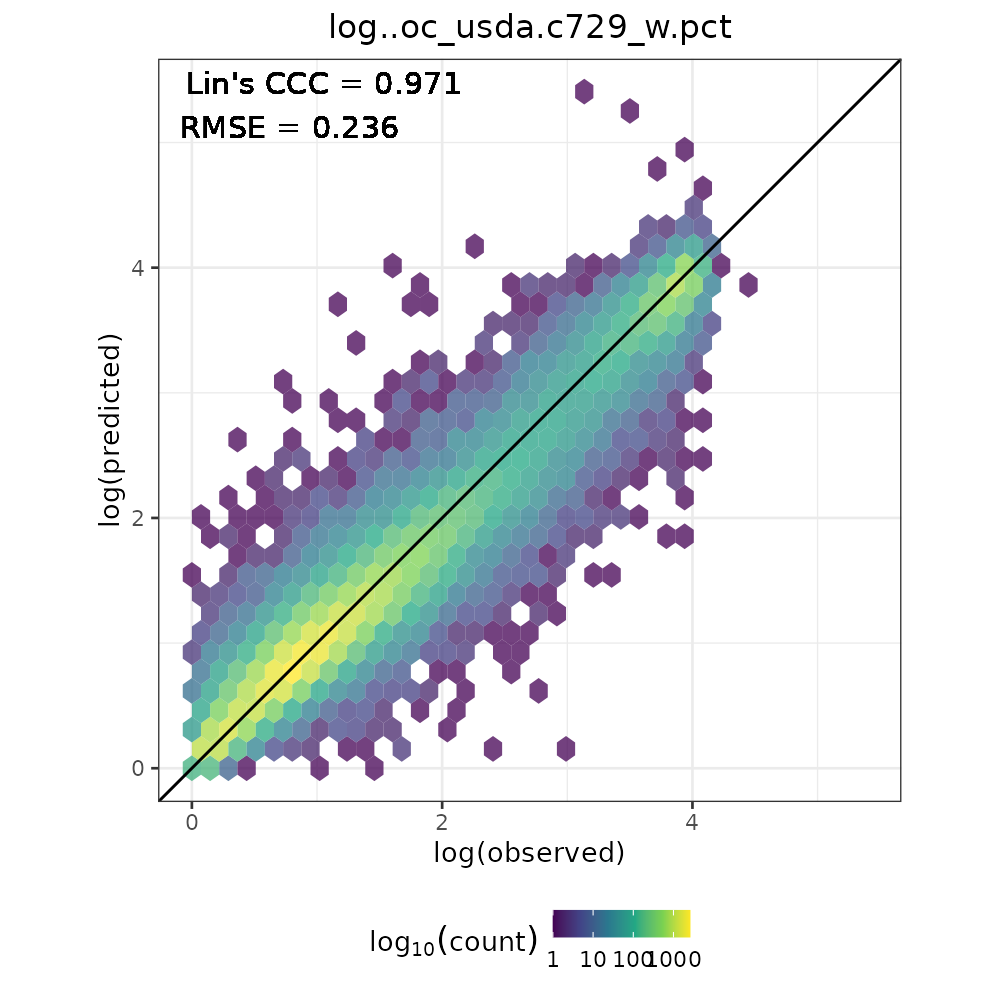 log..oc_usda.c729_w.pct
Lin's CCC = 0.971
RMSE = 0.236
log(predicted)
4
2
0
0 2 4
log(observed)
log10(count)
1 10 100 1000